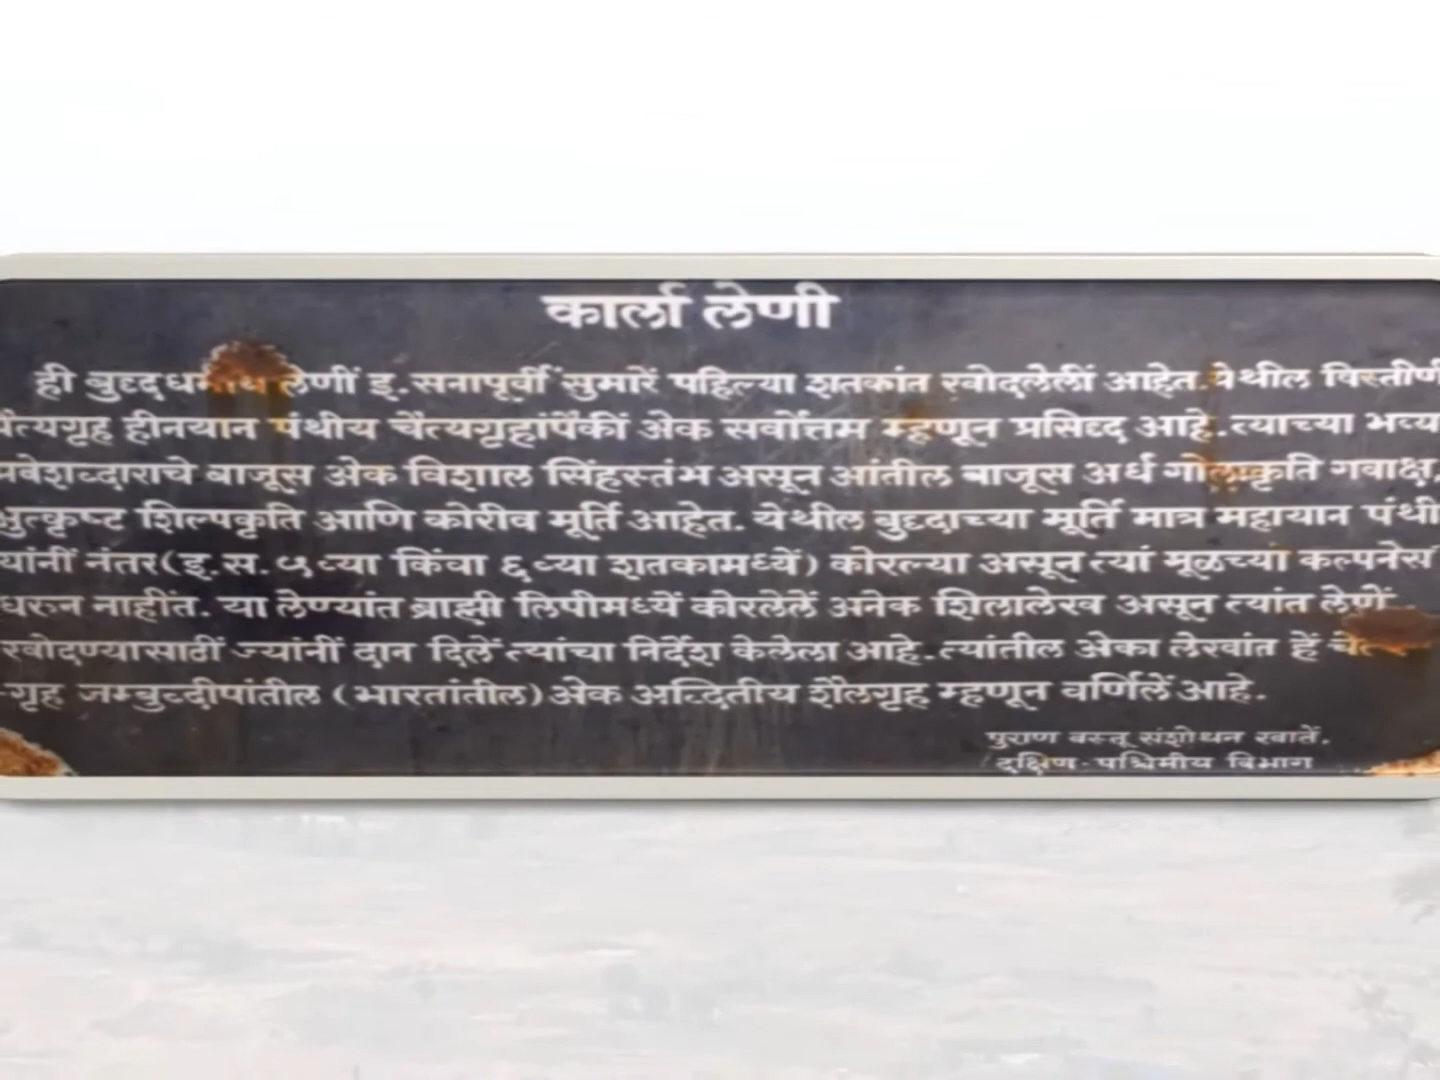 कार्ला लेणी
ही बुद्दधर्मीय लेणीं इ.सनापूर्वी सुमारें पहिल्या शतकांत खोदलेलीं आहेत. येथील विस्तीर्ण
चैत्यगृह हीनयान पंथीय चैत्यगृहांपैकीं अेक सर्वोत्तम म्हणून प्रसिद्द आहे. त्याच्या भव्य
प्रवेशव्दाराचे बाजूस अेक विशाल सिंहस्तंभ असून आंतील बाजूस अर्ध गोलाकृति गवाक्ष,
अुत्कृष्ट शिल्पकृति आणि कोरीव मूर्ति आहेत. येथील बुद्दाच्या मूर्ति मात्र महायान पंथी
यांनीं नंतर(इ.स.५व्या किंवा ६व्या शतकामध्यें) कोरल्या असून त्यां मूळच्या कल्पनेस
धरुन नाहींत. या लेण्यांत ब्राह्मी लिपीमध्यें कोरलेलें अनेक शिलालेख असून त्यांत लेणें
खोदण्यासाठीं ज्यांनीं दान दिलें त्यांचा निर्देश केलेला आहे. त्यांतील अेका लेखांत हें
-गृह जम्बुव्दीपांतील (भारतांतील) अेक अव्दितीय शैलगृह म्हणून वर्णिलें आहे.
पुराण वस्तू संशोधन खातें,
दक्षिण-पश्चिमीय विभाग